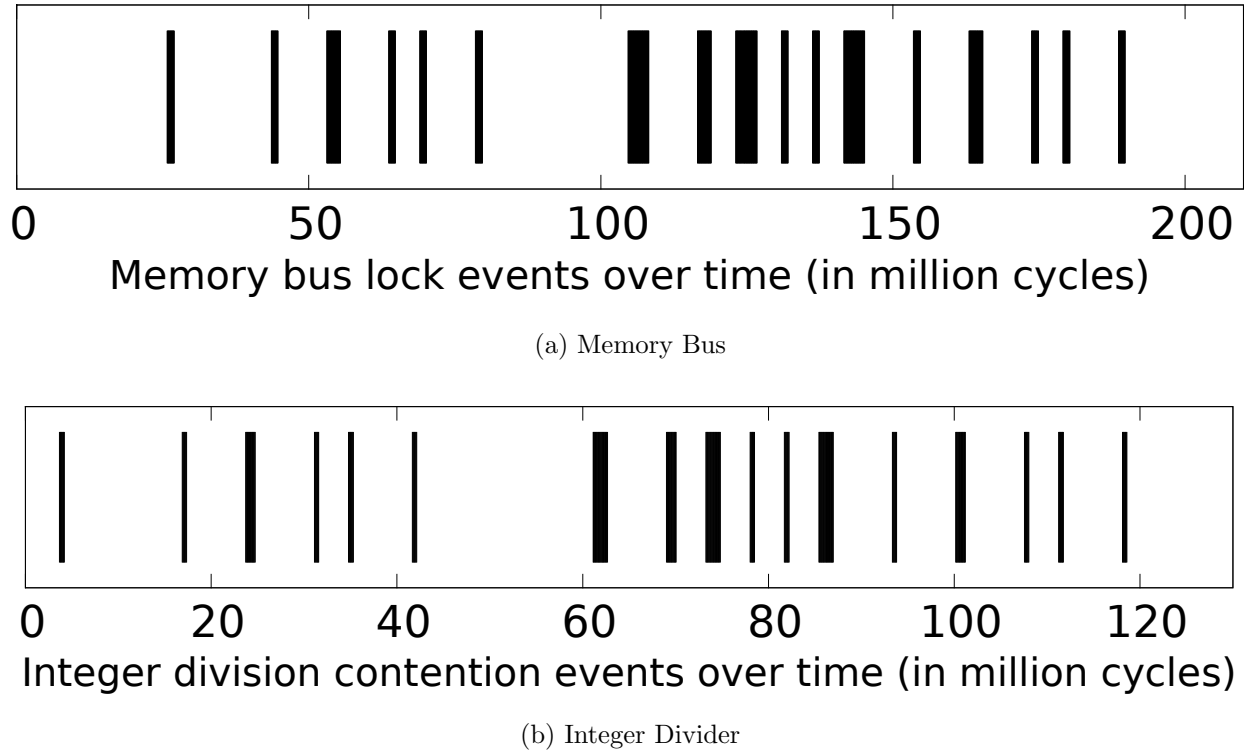 0 50 100 150 200
Memory bus lock events over time (in million cycles)
(a) Memory Bus
0 20 40 60 80 100 120
Integer division contention events over time (in million cycles)
(b) Integer Divider